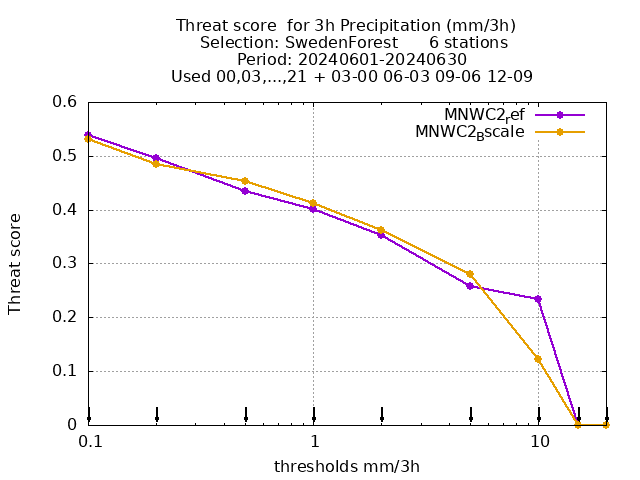 Threat score  for 3h Precipitation (mm/3h)
Selection: SwedenForest      6 stations
Period: 20240601-20240630
Used 00,03,...,21 + 03-00 06-03 09-06 12-09
MNWC2ref
MNWC2Bscale
0.6
0.5
0.4
0.3
0.2
0.1
0
Threat score
0.1 1 10
thresholds mm/3h